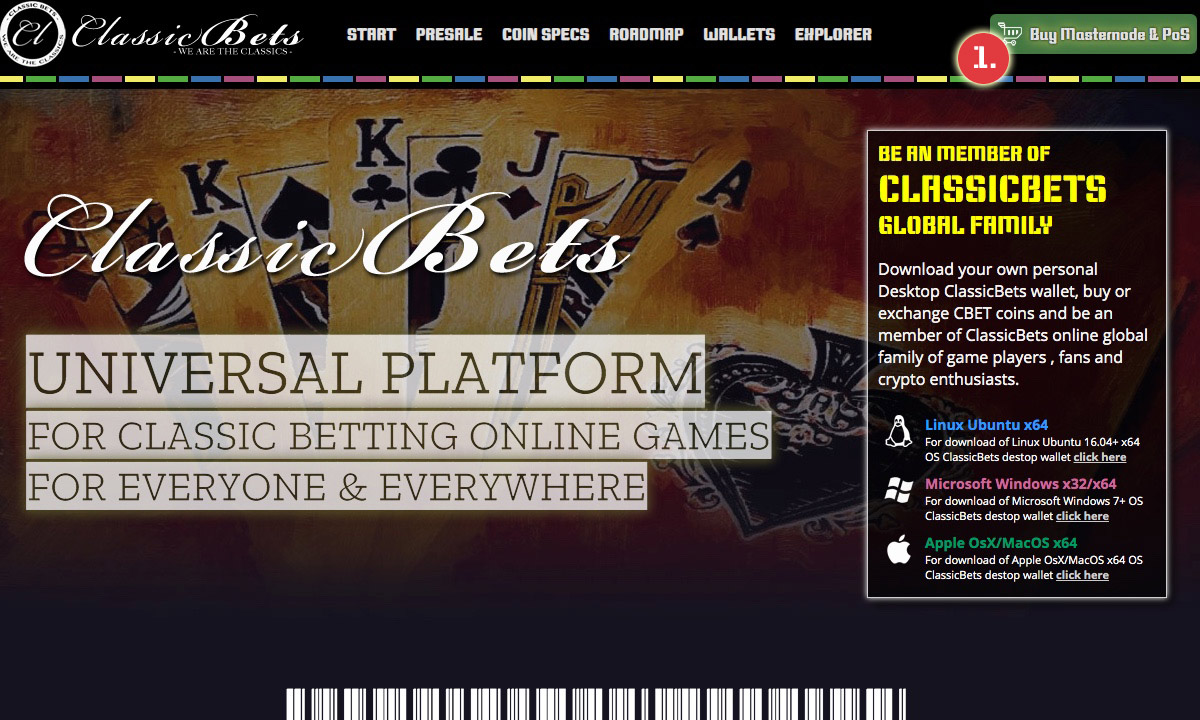 CLASSIC BETS
WE ARE THE CLASSICS
Cl
Classic Bets
- WE ARE THE CLASSICS -
START PRESALE COIN SPECS ROADMAP WALLETS EXPLORER
Buy Masternode & PoS
1.
K K J A
Classic Bets
UNIVERSAL PLATFORM
FOR CLASSIC BETTING ONLINE GAMES
FOR EVERYONE & EVERYWHERE
BE AN MEMBER OF
CLASSICBETS
GLOBAL FAMILY
Download your own personal
Desktop ClassicBets wallet, buy or
exchange CBET coins and be an
member of ClassicBets online global
family of game players , fans and
crypto enthusiasts.
Linux Ubuntu x64
For download of Linux Ubuntu 16.04+ x64
OS ClassicBets destop wallet click here
Microsoft Windows x32/x64
For download of Microsoft Windows 7+ OS
ClassicBets destop wallet click here
Apple OsX/MacOS x64
For download of Apple OsX/MacOS x64 OS
ClassicBets destop wallet click here